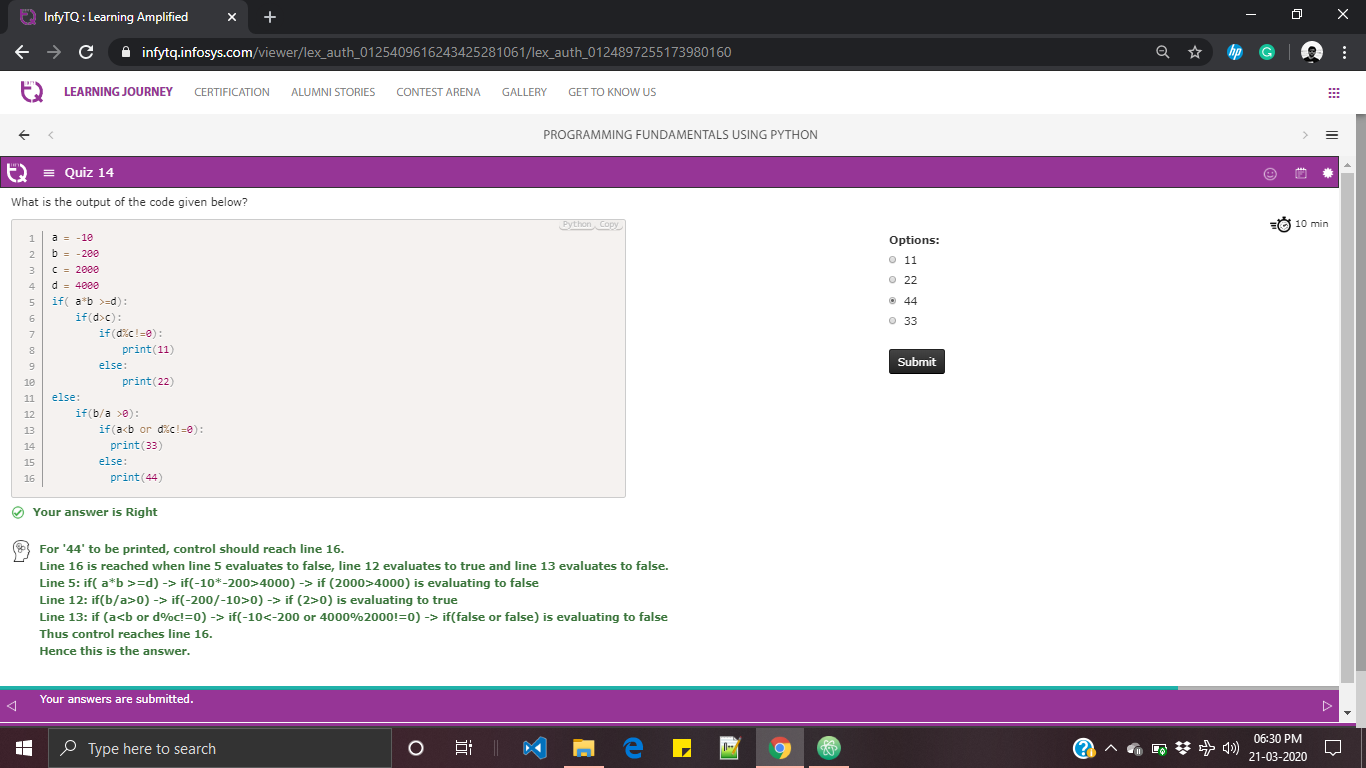 InfyTQ : Learning Amplified
infytq.infosys.com/viewer/lex_auth_0125409616243425281061/lex_auth_0124897255173980160
LEARNING JOURNEY CERTIFICATION ALUMNI STORIES CONTEST ARENA GALLERY GET TO KNOW US
PROGRAMMING FUNDAMENTALS USING PYTHON
Quiz 14
What is the output of the code given below?
10 min
Python Copy
1 a = -10
2 b = -200
3 c = 2000
4 d = 4000
5 if( a*b >=d):
6 if(d>c):
7 if(d%c!=0):
8 print(11)
9 else:
10 print(22)
11 else:
12 if(b/a >0):
13 if(a<b or d%c!=0):
14 print(33)
15 else:
16 print(44)
Options:
11
22
44
33
Submit
Your answer is Right
For '44' to be printed, control should reach line 16.
Line 16 is reached when line 5 evaluates to false, line 12 evaluates to true and line 13 evaluates to false.
Line 5: if( a*b >=d) -> if(-10*-200>4000) -> if (2000>4000) is evaluating to false
Line 12: if(b/a>0) -> if(-200/-10>0) -> if (2>0) is evaluating to true
Line 13: if (a<b or d%c!=0) -> if(-10<-200 or 4000%2000!=0) -> if(false or false) is evaluating to false
Thus control reaches line 16.
Hence this is the answer.
Your answers are submitted.
Type here to search
06:30 PM
21-03-2020